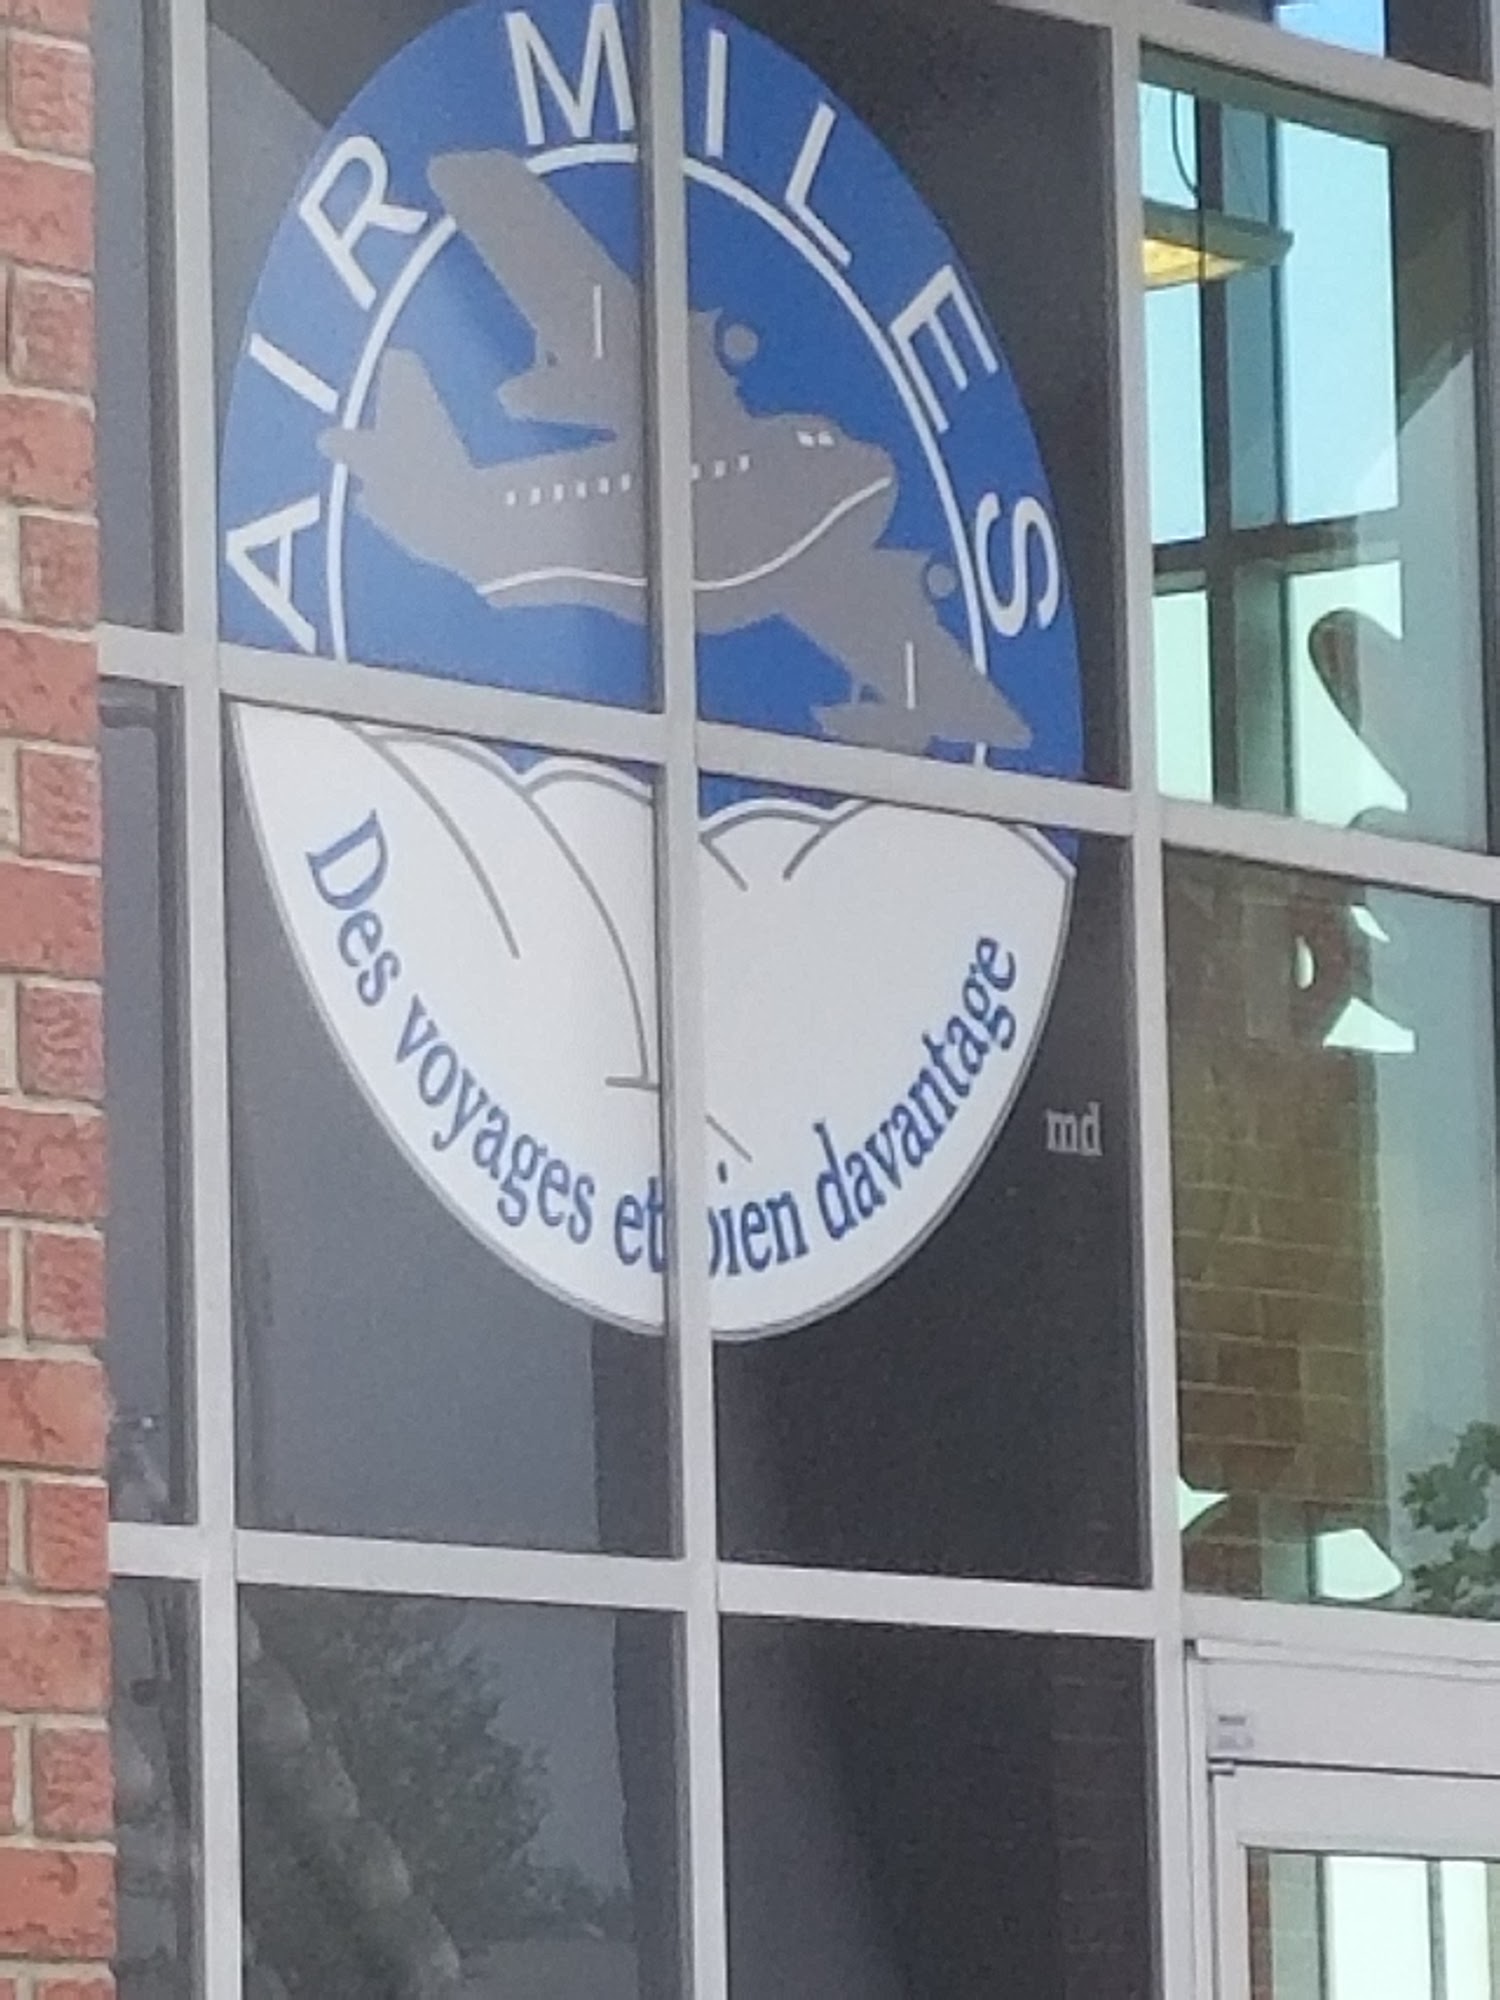 AIR MILES
Des voyages et bien davantage
md